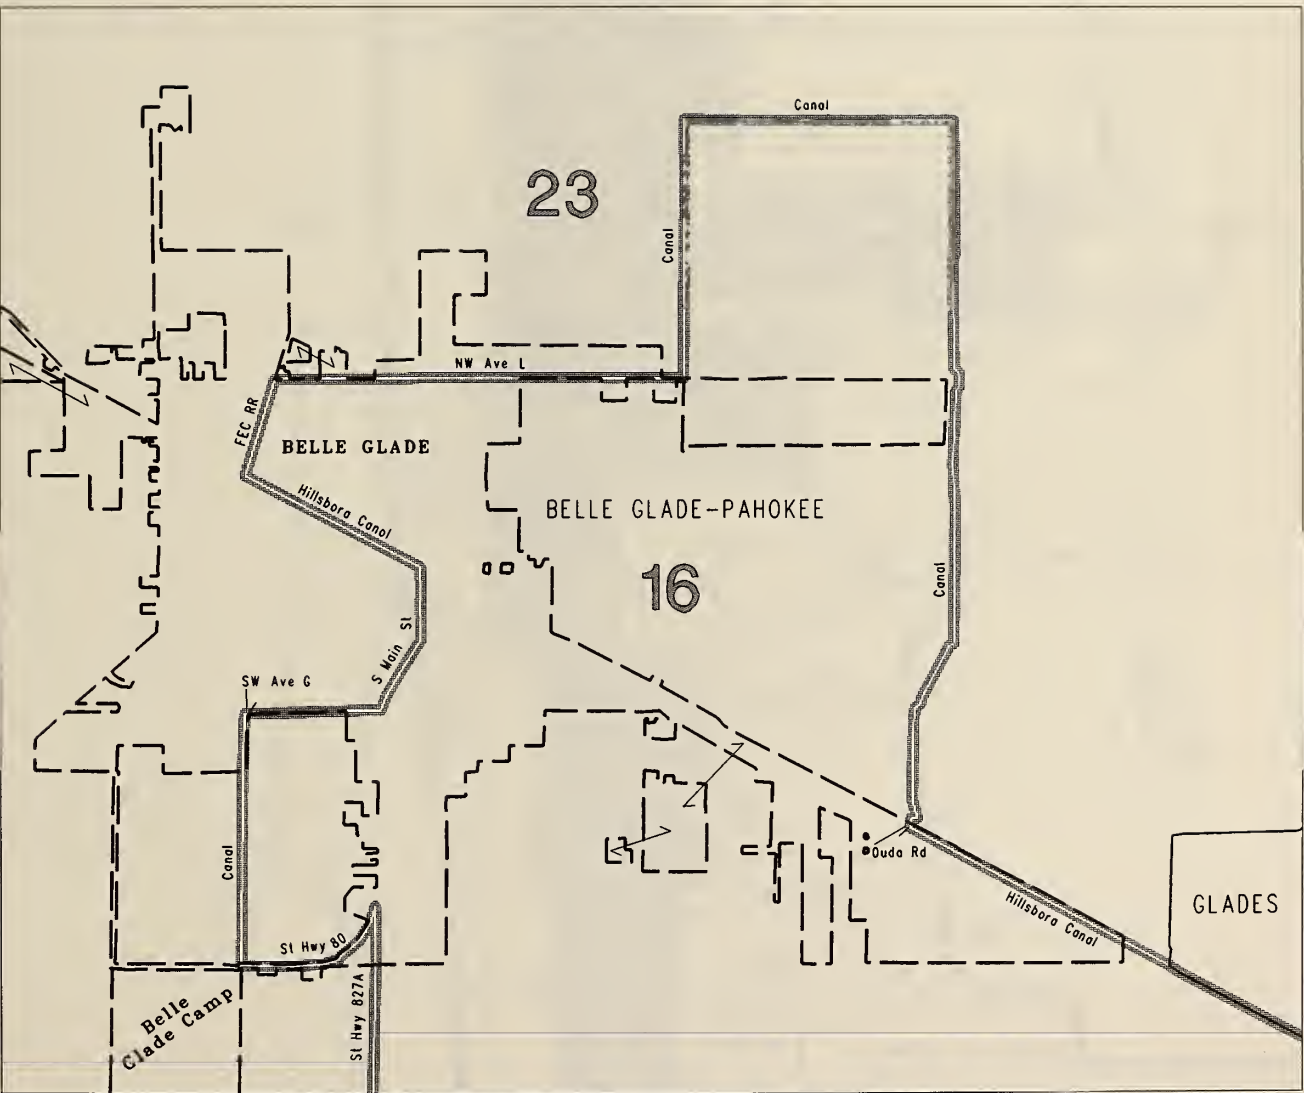 Canal
23
Canal
NW Ave L
FEC RR
BELLE GLADE
Hillsboro Canal
BELLE GLADE-PAHOKEE
16
Canal
S Main St
SW Ave G
Canal
Duda Rd
GLADES
Hillsboro Canal
St Hwy 80
St Hwy 827A
Belle
Glade Camp